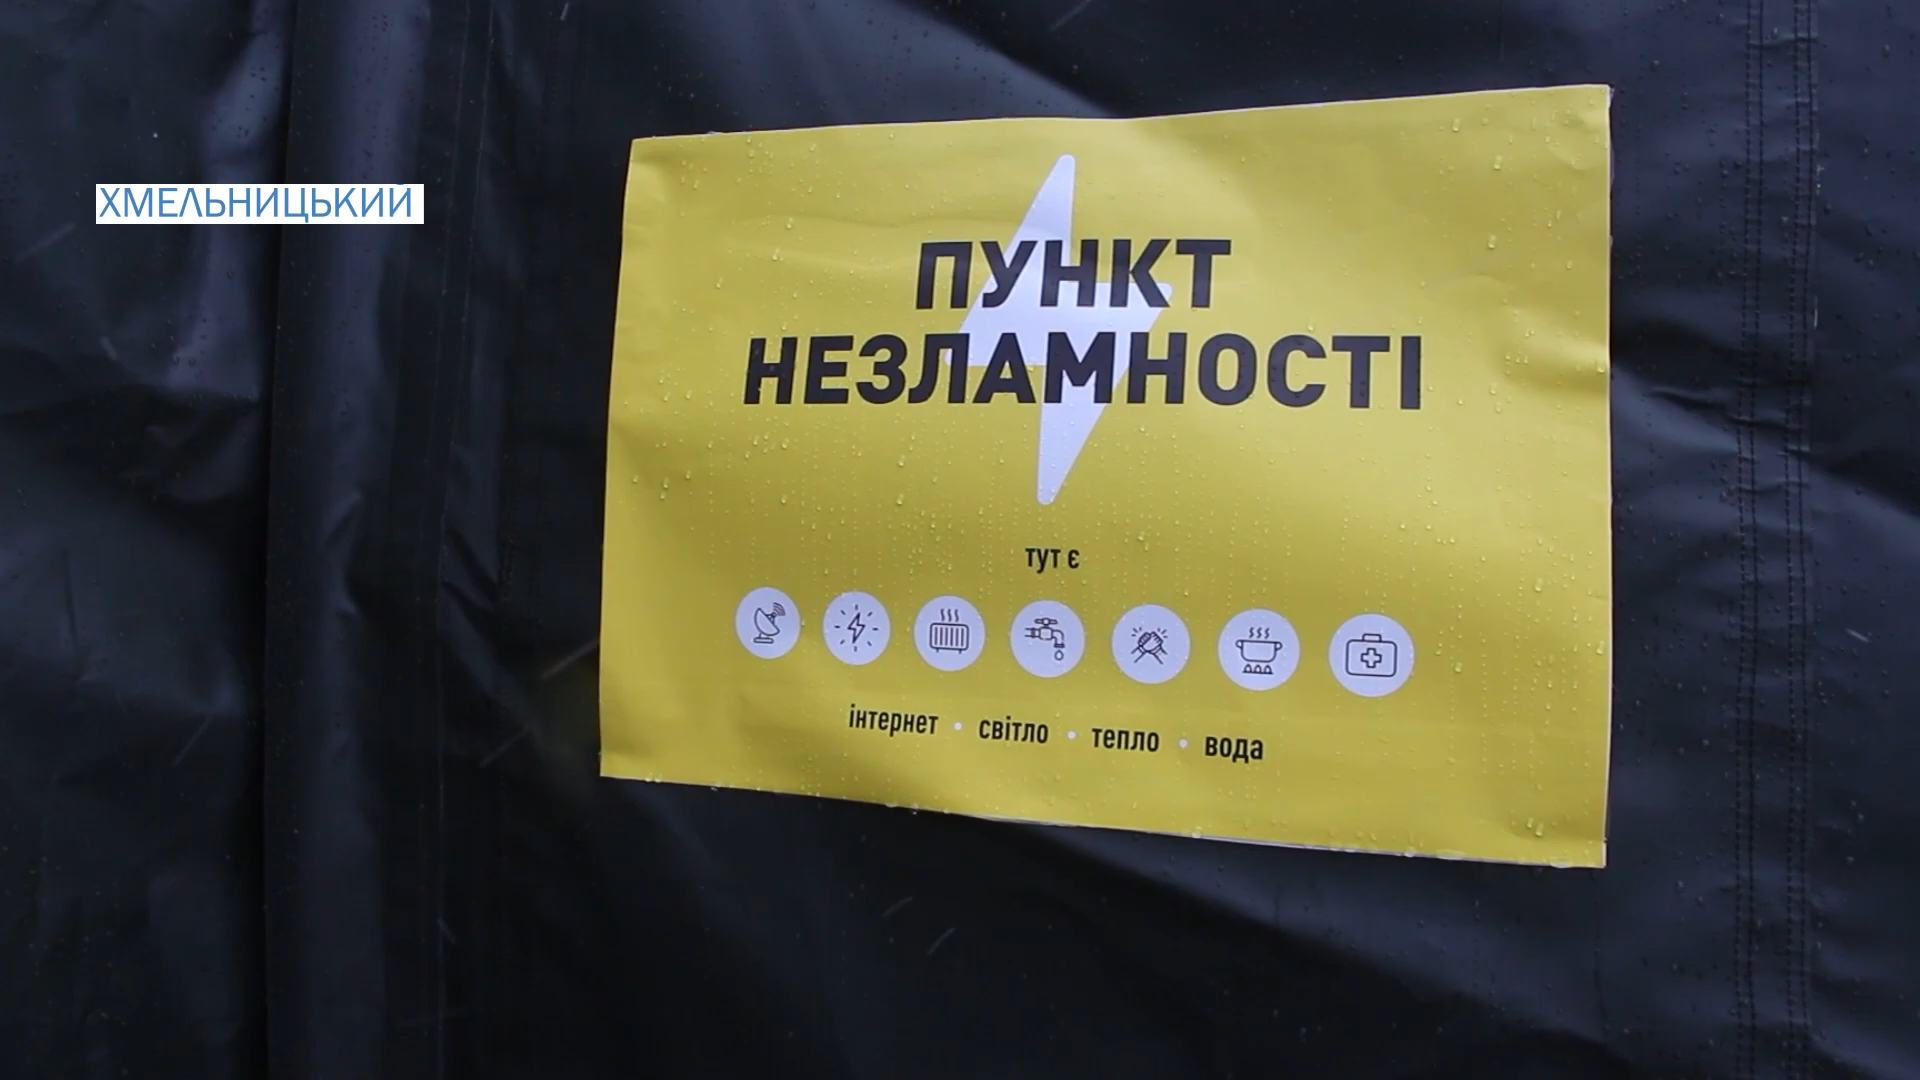 ХМЕЛЬНИЦЬКИЙ
ПУНКТ
НЕЗЛАМНОСТІ
тут є
інтернет • світло • тепло • вода